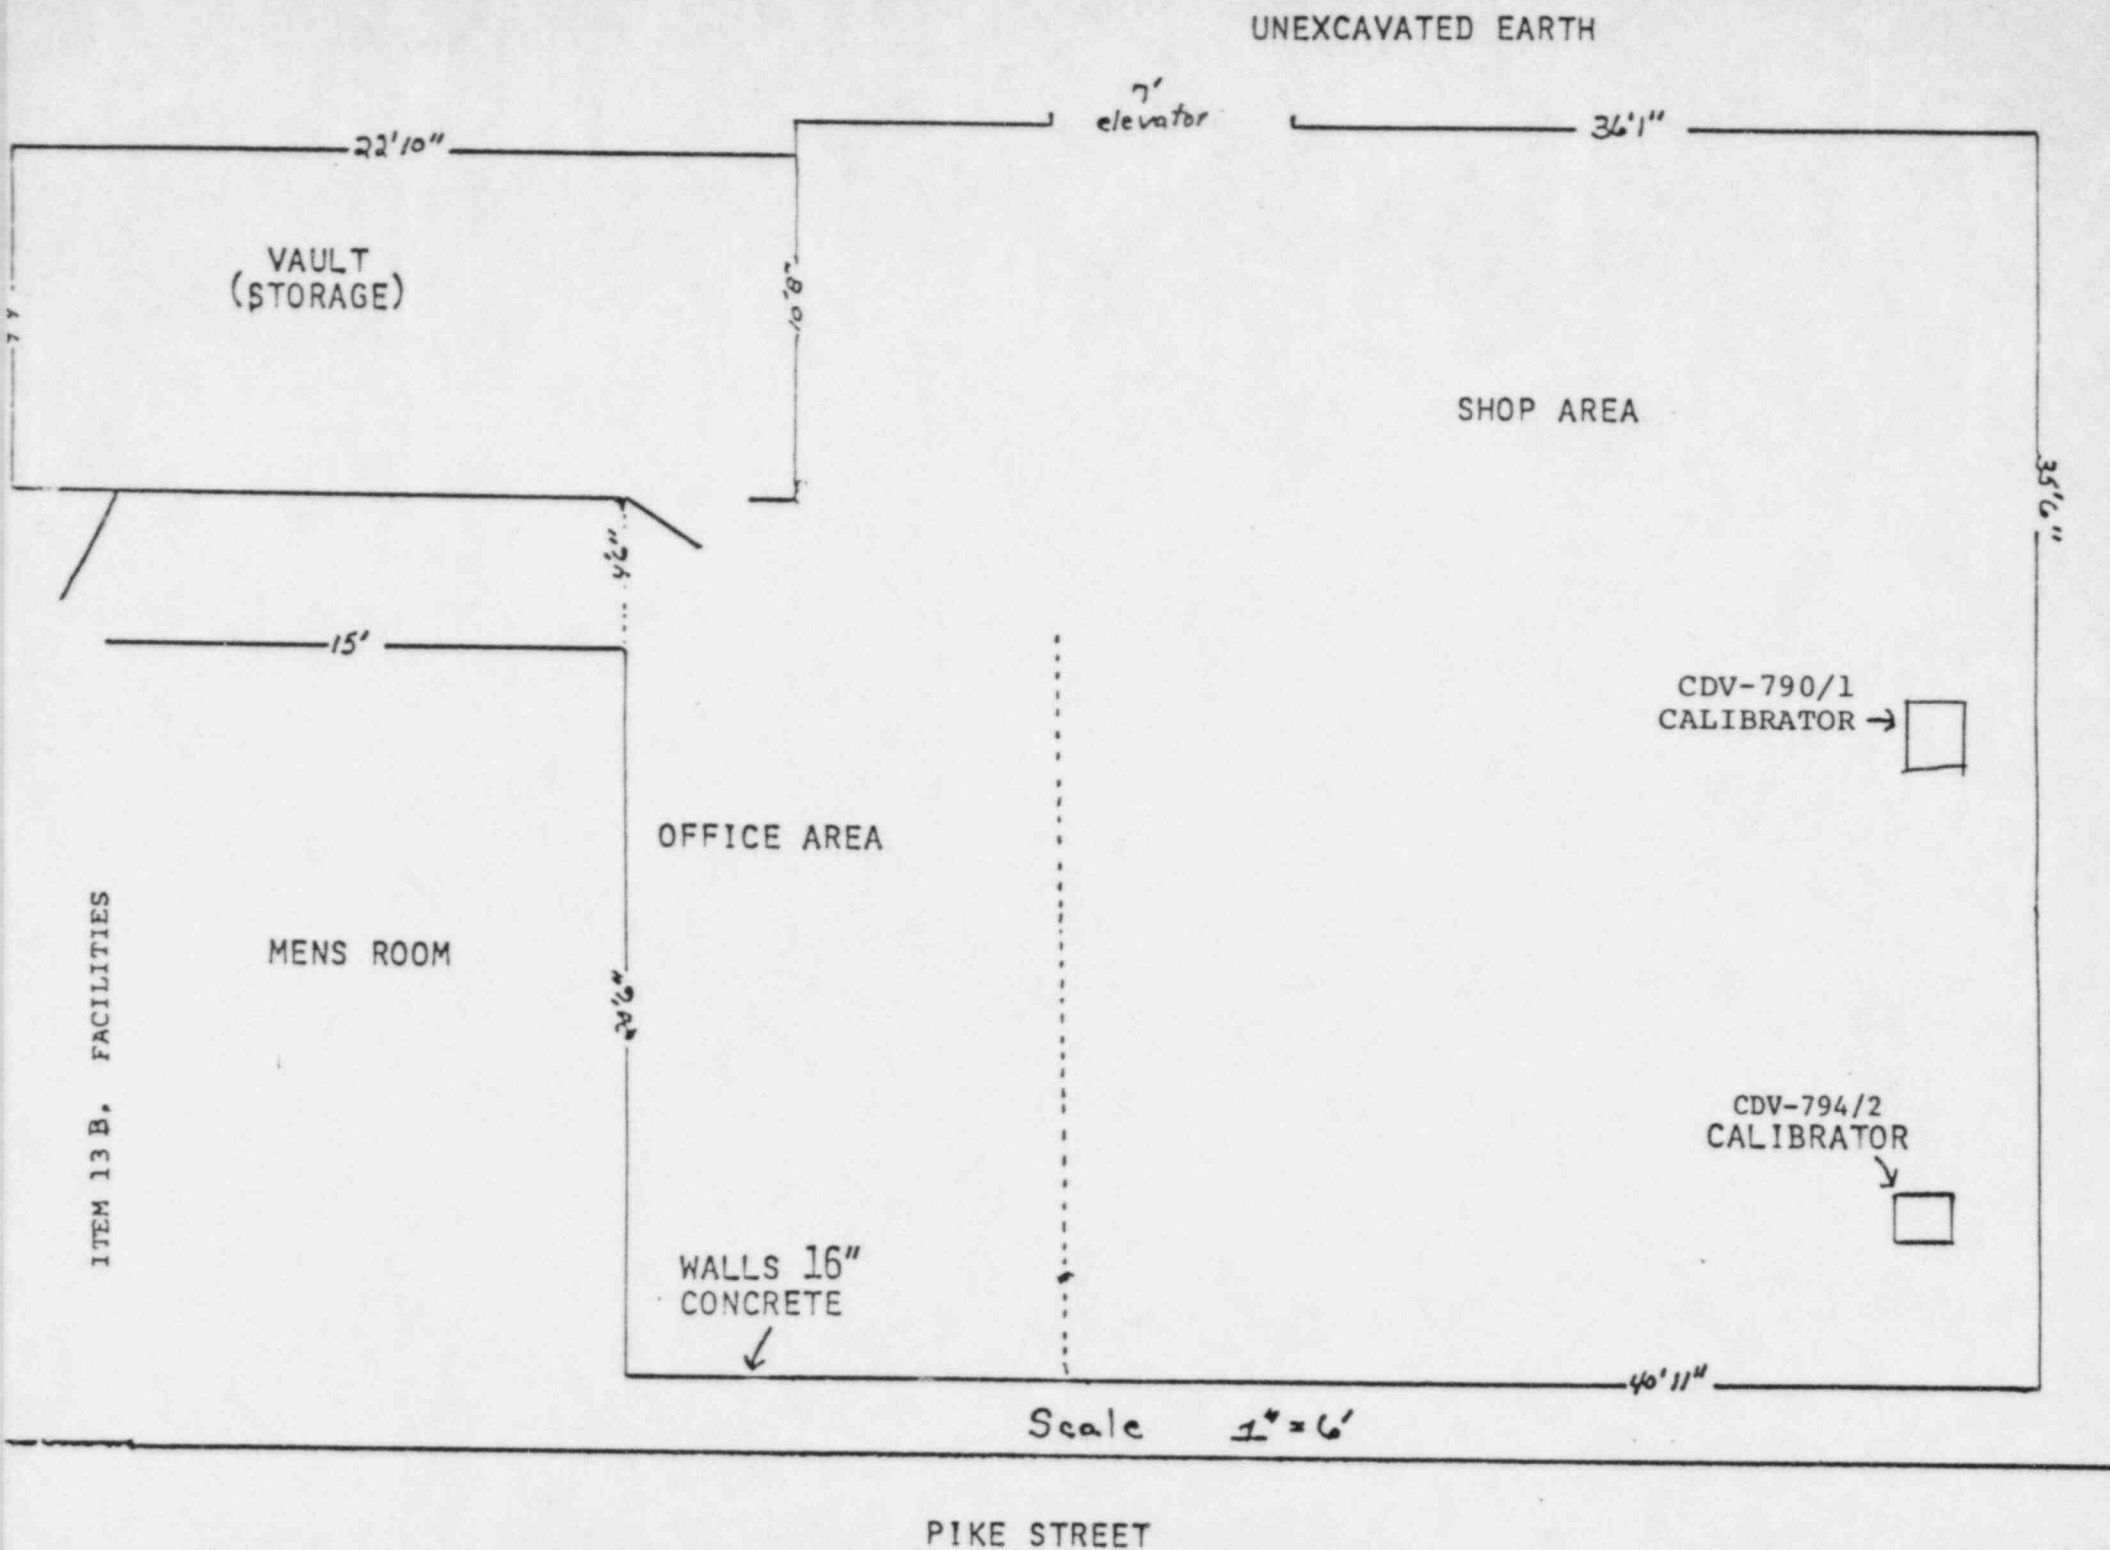 UNEXCAVATED EARTH
7'
elevator
22'10"
36'1"
VAULT
(STORAGE)
10'8"
SHOP AREA
35'6"
4'2"
15'
CDV-790/1
CALIBRATOR →
OFFICE AREA
MENS ROOM
ITEM 13 B. FACILITIES
CDV-794/2
CALIBRATOR
WALLS 16"
CONCRETE
40'11"
Scale 1" = 6'
PIKE STREET